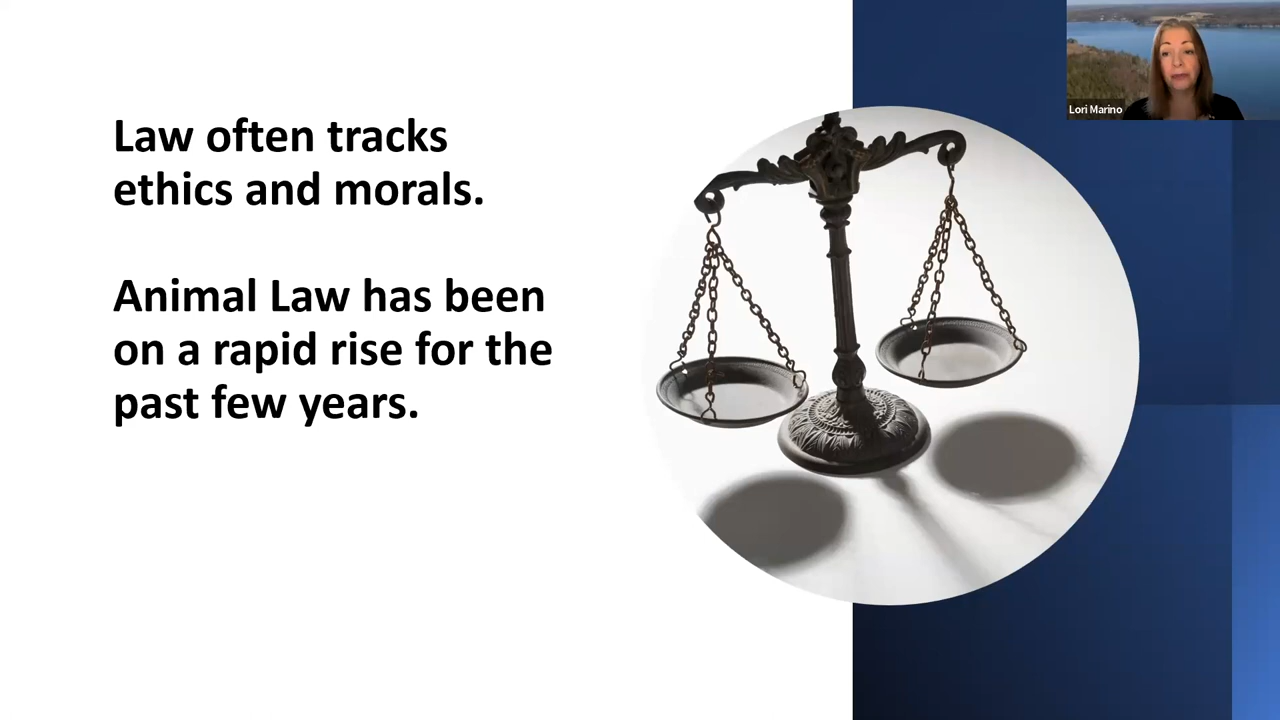 Law often tracks
ethics and morals.
Animal Law has been
on a rapid rise for the
past few years.
Lori Marino